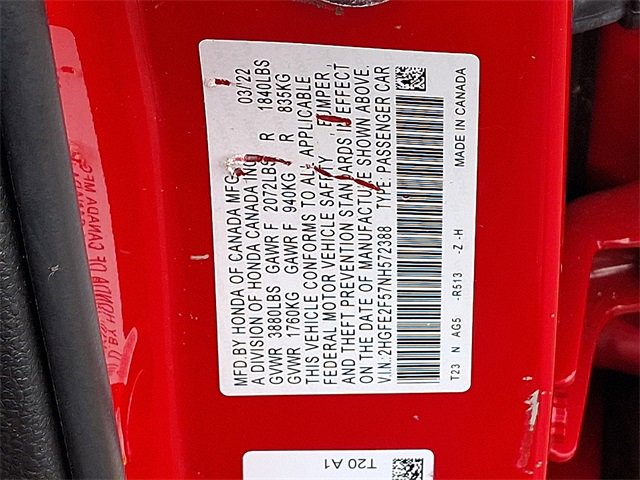 MFD.BY HONDA OF CANADA MFG. 03/22
A DIVISION OF HONDA CANADA INC.
GVWR 3880LBS GAWR F 2072LBS R 1840LBS
GVWR 1760KG GAWR F 940KG R 835KG
THIS VEHICLE CONFORMS TO ALL APPLICABLE
FEDERAL MOTOR VEHICLE SAFETY, BUMPER,
AND THEFT PREVENTION STANDARDS IN EFFECT
ON THE DATE OF MANUFACTURE SHOWN ABOVE.
V.I.N.:2HGFE2F57NH572388 TYPE: PASSENGER CAR
T23 N AG5 -R513 -Z -H MADE IN CANADA
T20 A1